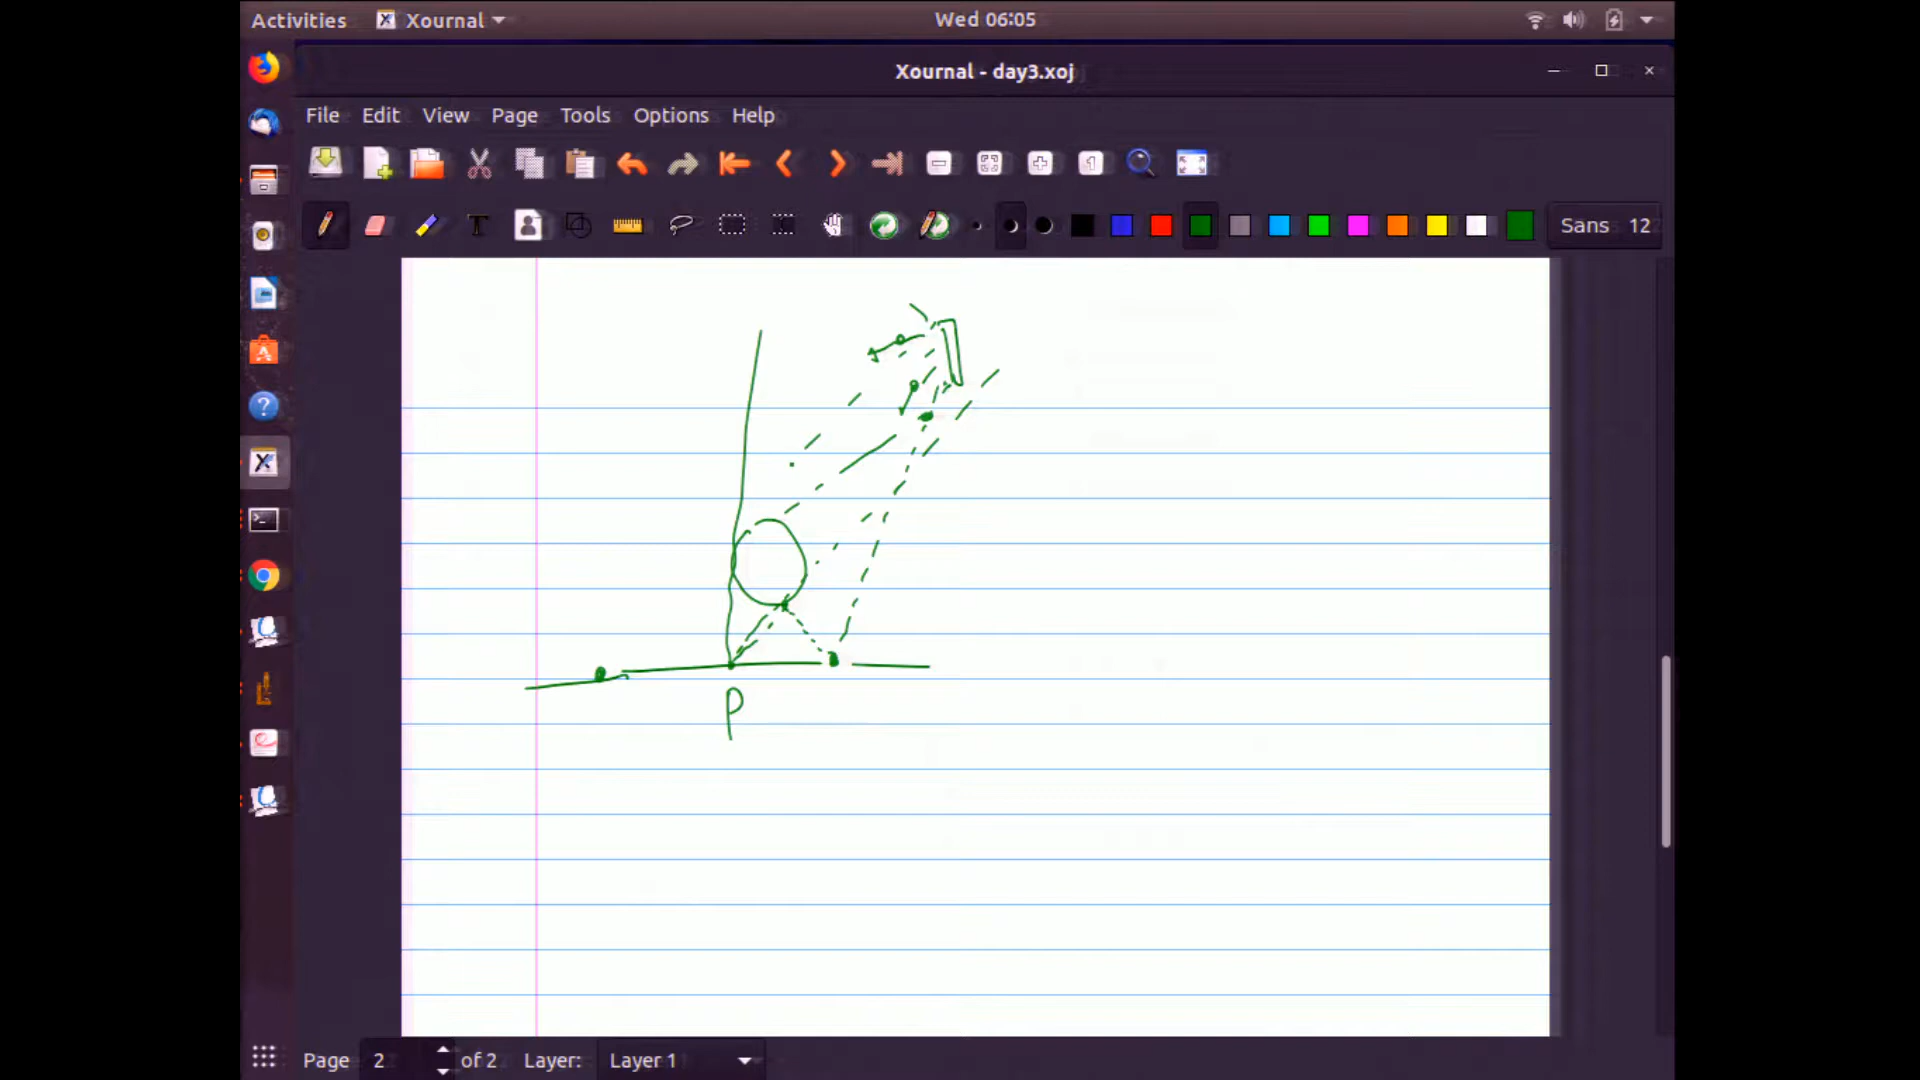 Activities Xournal Wed 06:05
Xournal - day3.xoj
File Edit View Page Tools Options Help
Sans 12
P
Page 2 of 2 Layer: Layer 1